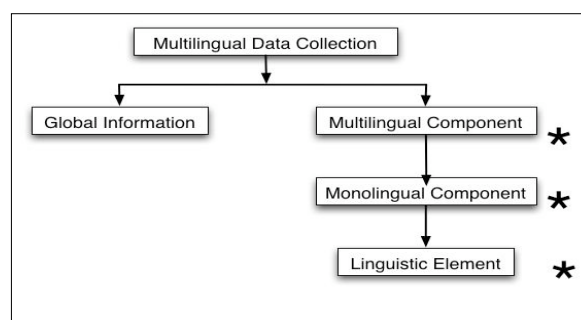 Multilingual Data Collection
Global Information
Multilingual Component
*
Monolingual Component
*
Linguistic Element
*